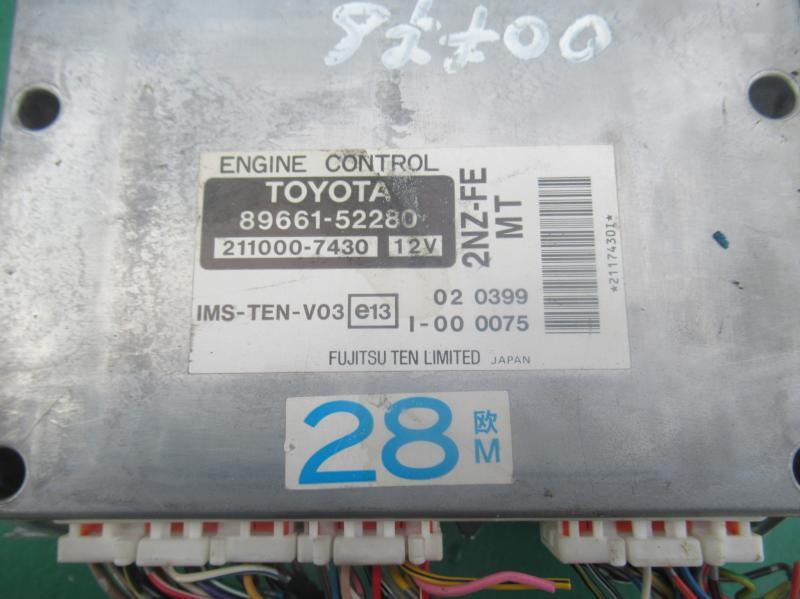 ENGINE CONTROL
TOYOTA
89661-52280
211000-7430 12V
2NZ-FE
MT
*21174301*
IMS-TEN-V03 e13 02 0399
I-00 0075
FUJITSU TEN LIMITED JAPAN
28 欧 M